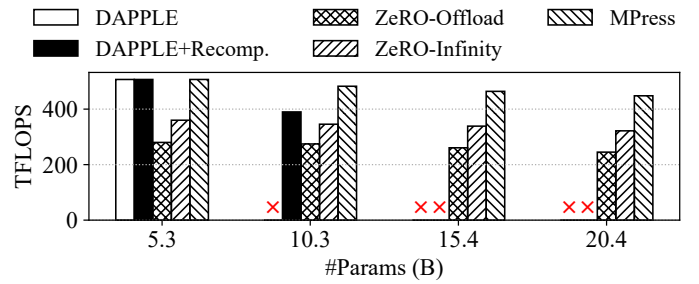 DAPPLE
ZeRO-Offload
MPress
DAPPLE+Recomp.
ZeRO-Infinity
TFLOPS
400
200
0
5.3
10.3
15.4
20.4
#Params (B)